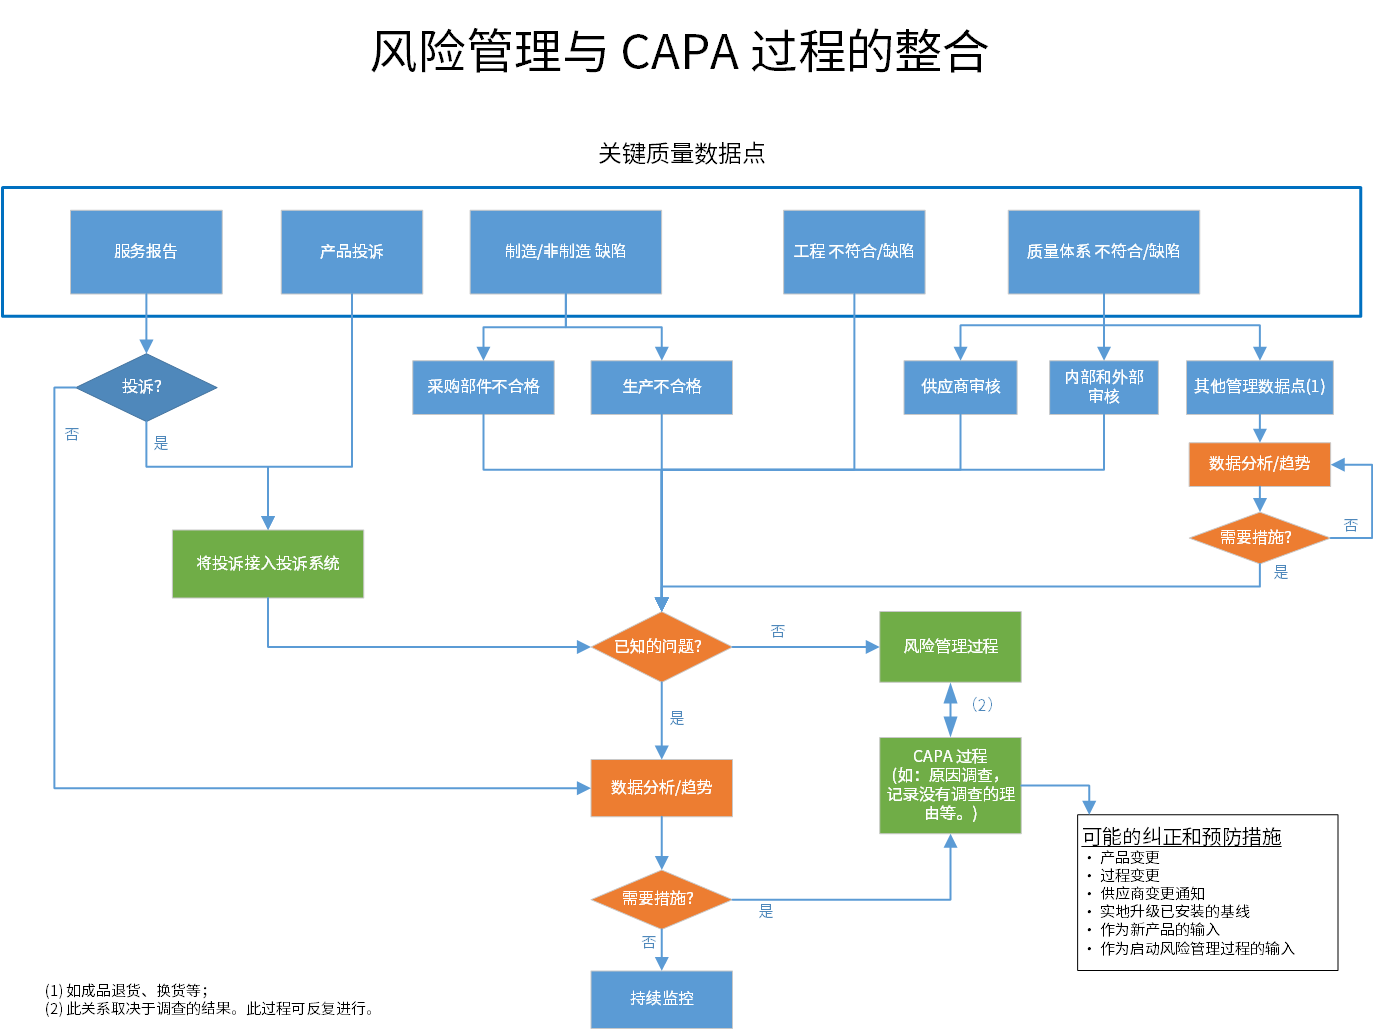 风险管理与 CAPA 过程的整合
关键质量数据点
服务报告
产品投诉
制造/非制造 缺陷
工程 不符合/缺陷
质量体系 不符合/缺陷
投诉?
采购部件不合格
生产不合格
供应商审核
内部和外部
审核
其他管理数据点(1)
否
是
数据分析/趋势
需要措施?
否
是
将投诉接入投诉系统
已知的问题?
否
风险管理过程
是
（2）
数据分析/趋势
CAPA 过程
(如：原因调查，
记录没有调查的理
由等。)
可能的纠正和预防措施
• 产品变更
• 过程变更
• 供应商变更通知
• 实地升级已安装的基线
• 作为新产品的输入
• 作为启动风险管理过程的输入
需要措施?
是
否
持续监控
(1) 如成品退货、换货等；
(2) 此关系取决于调查的结果。此过程可反复进行。